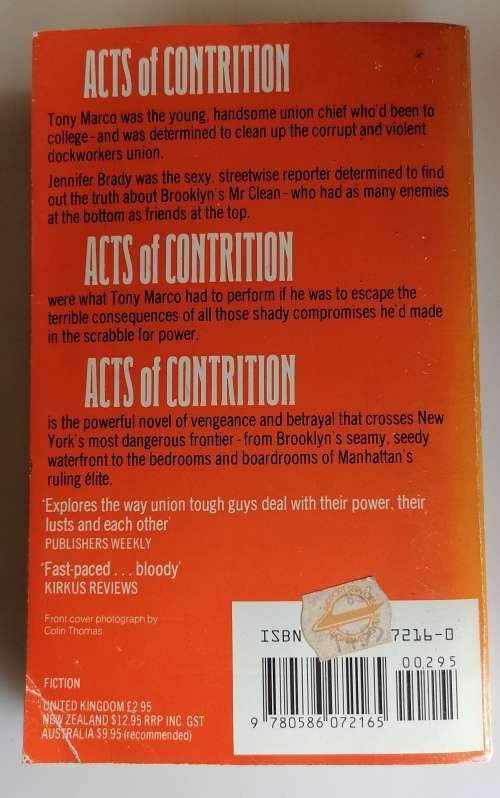 ACTS of CONTRITION
Tony Marco was the young, handsome union chief who'd been to
college - and was determined to clean up the corrupt and violent
dockworkers union.
Jennifer Brady was the sexy, streetwise reporter determined to find
out the truth about Brooklyn's Mr Clean - who had as many enemies
at the bottom as friends at the top.
ACTS of CONTRITION
were what Tony Marco had to perform if he was to escape the
terrible consequences of all those shady compromises he'd made
in the scrabble for power.
ACTS of CONTRITION
is the powerful novel of vengeance and betrayal that crosses New
York's most dangerous frontier - from Brooklyn's seamy, seedy
waterfront to the bedrooms and boardrooms of Manhattan's
ruling élite.
'Explores the way union tough guys deal with their power, their
lusts and each other'
PUBLISHERS WEEKLY
'Fast-paced . . . bloody'
KIRKUS REVIEWS
Front cover photograph by
Colin Thomas
ISBN 7216-0
00295
FICTION
UNITED KINGDOM £2.95
NEW ZEALAND $12.95 RRP INC. GST
AUSTRALIA $9.95 (recommended)
9 780586 072165